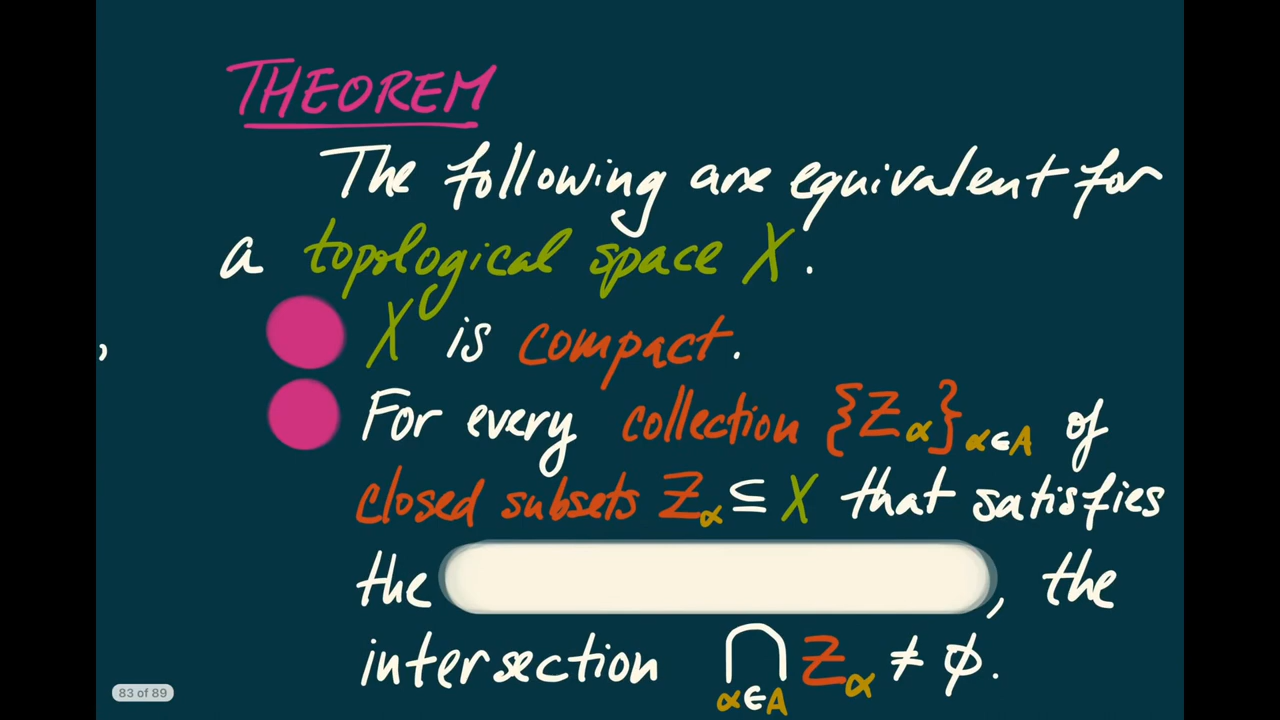 THEOREM
The following are equivalent for
a topological space X.
X is compact.
,
For every collection {Zα}α∈A of
closed subsets Zα ⊆ X that satisfies
the , the
intersection ⋂α∈A Zα ≠ ϕ.
83 of 89